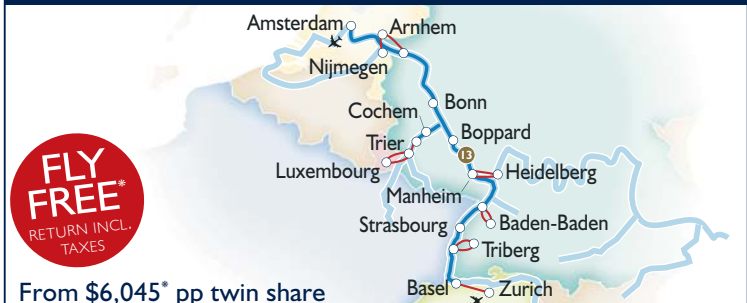 Amsterdam
Arnhem
Nijmegen
Bonn
Cochem
Boppard
Trier
13
Luxembourg
Heidelberg
Manheim
Strasbourg
Baden-Baden
Triberg
Basel
Zurich
FLY
FREE*
RETURN INCL.
TAXES
From $6,045* pp twin share